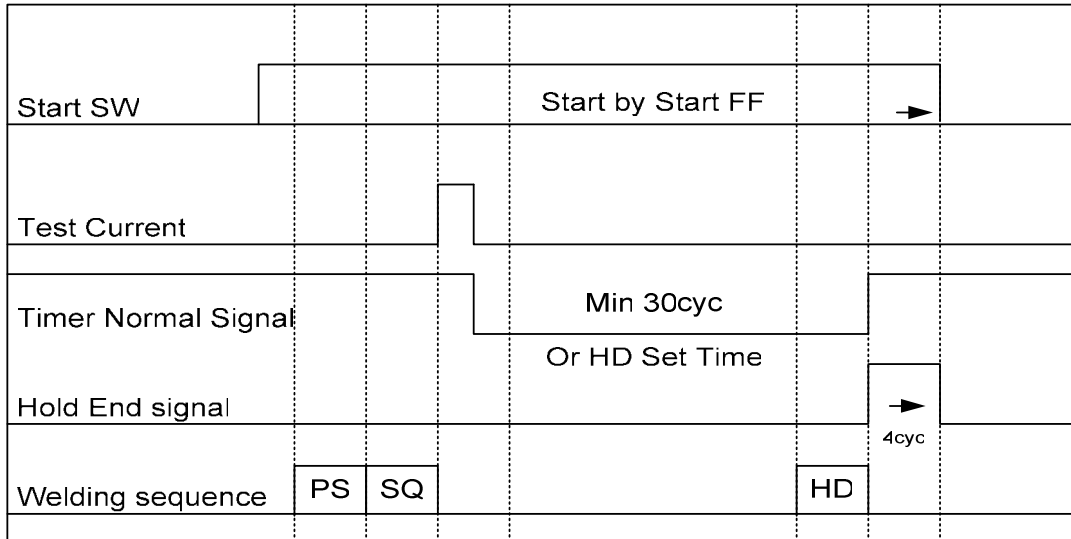 Start SW
Start by Start FF
Test Current
Timer Normal Signal
Min 30cyc
Or HD Set Time
Hold End signal
4cyc
Welding sequence
PS
SQ
HD